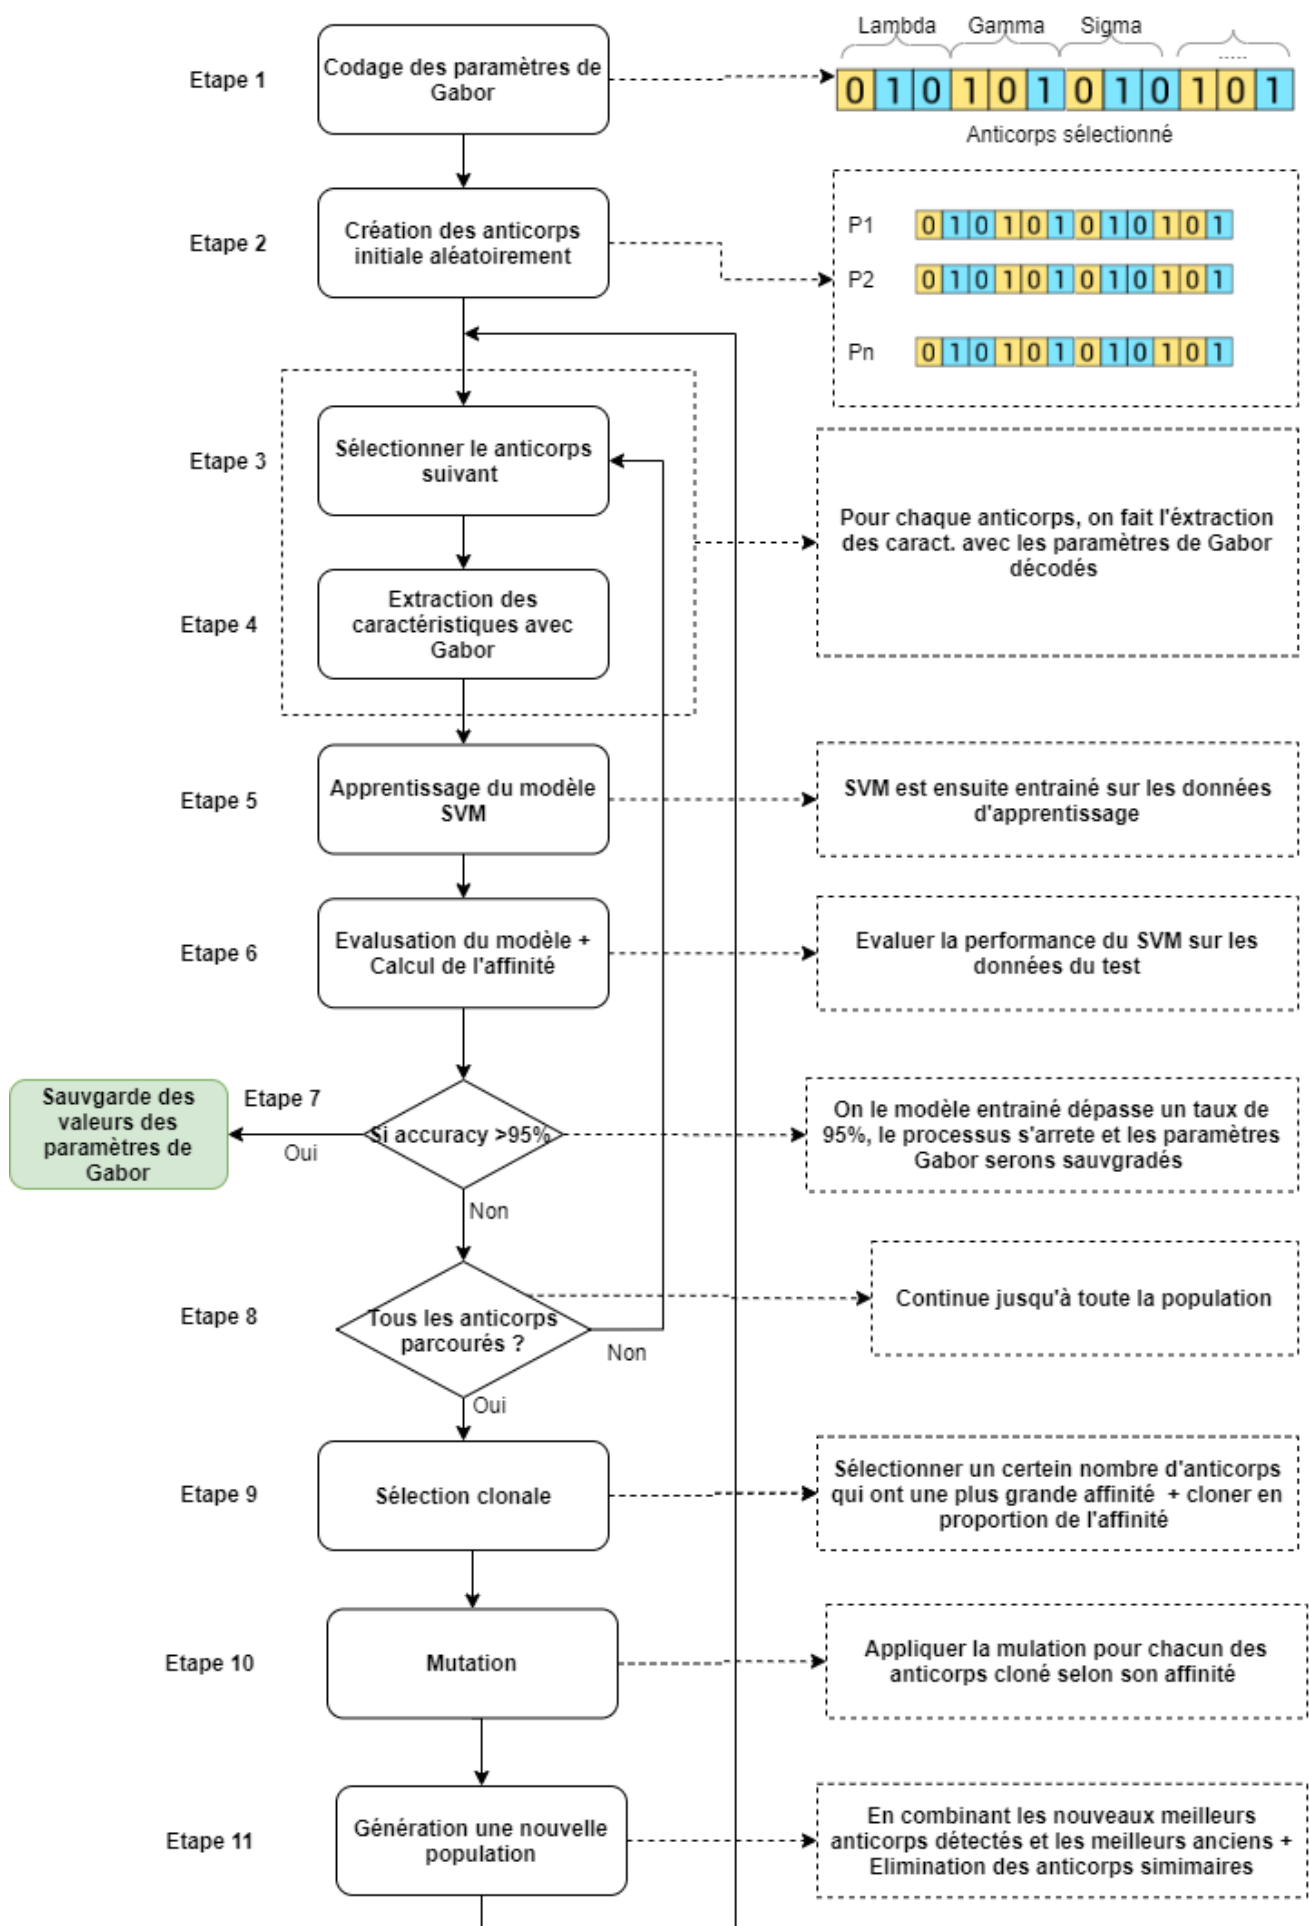 Lambda Gamma Sigma
.....
Etape 1
Codage des paramètres de
Gabor
0 1 0 1 0 1 0 1 0 1 0 1
Anticorps sélectionné
Etape 2
Création des anticorps
initiale aléatoirement
P1 0 1 0 1 0 1 0 1 0 1 0 1
P2 0 1 0 1 0 1 0 1 0 1 0 1
Pn 0 1 0 1 0 1 0 1 0 1 0 1
Etape 3
Sélectionner le anticorps
suivant
Pour chaque anticorps, on fait l'éxtraction
des caract. avec les paramètres de Gabor
décodés
Etape 4
Extraction des
caractéristiques avec
Gabor
Etape 5
Apprentissage du modèle
SVM
SVM est ensuite entrainé sur les données
d'apprentissage
Etape 6
Evalusation du modèle +
Calcul de l'affinité
Evaluer la performance du SVM sur les
données du test
Etape 7
Sauvgarde des
valeurs des
paramètres de
Gabor
Oui
Si accuracy >95%
On le modèle entrainé dépasse un taux de
95%, le processus s'arrete et les paramètres
Gabor serons sauvgradés
Non
Etape 8
Tous les anticorps
parcourés ?
Non
Continue jusqu'à toute la population
Oui
Etape 9
Sélection clonale
Sélectionner un certein nombre d'anticorps
qui ont une plus grande affinité + cloner en
proportion de l'affinité
Etape 10
Mutation
Appliquer la mulation pour chacun des
anticorps cloné selon son affinité
Etape 11
Génération une nouvelle
population
En combinant les nouveaux meilleurs
anticorps détectés et les meilleurs anciens +
Elimination des anticorps simimaires